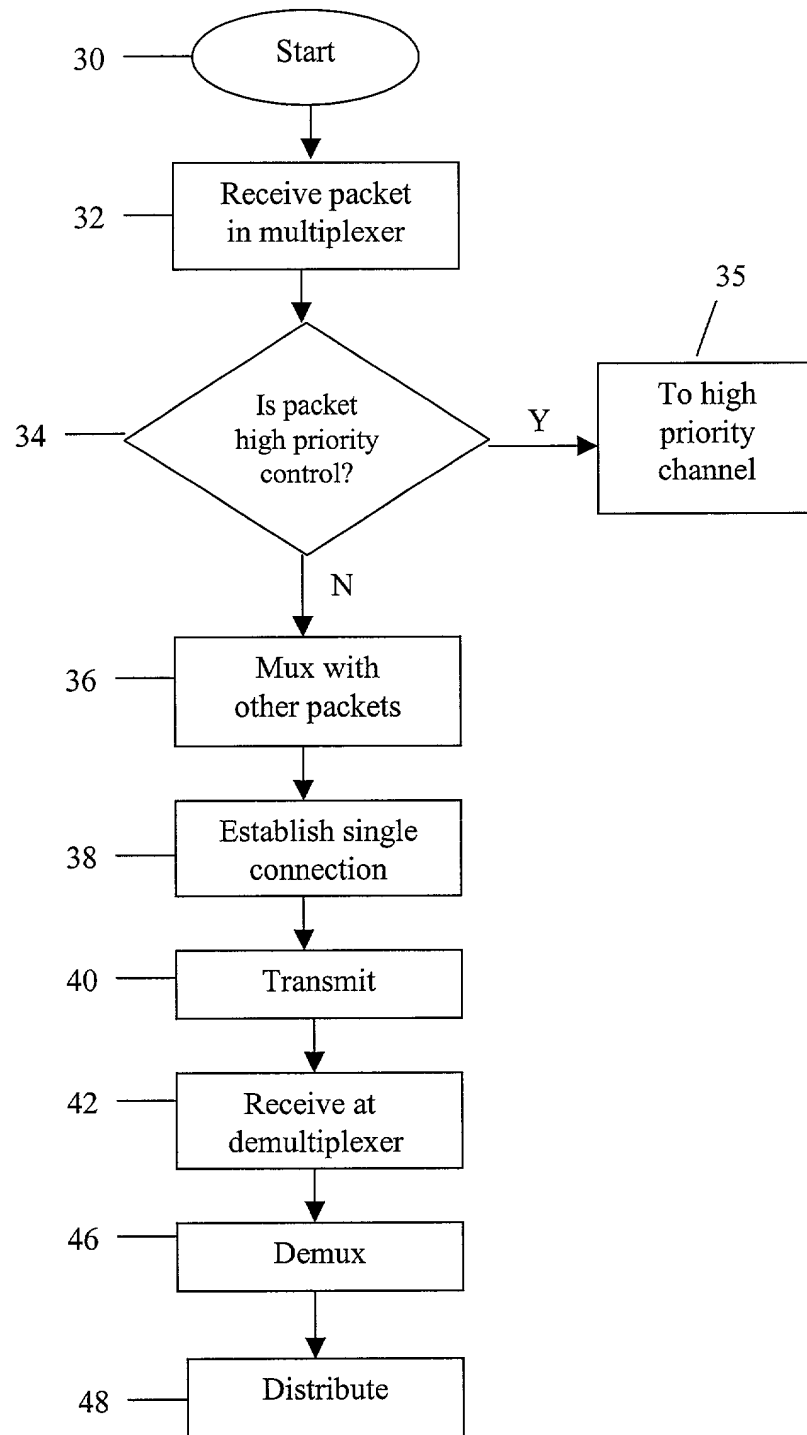 30
Start
32
Receive packet
in multiplexer
35
34
Is packet
high priority
control?
Y
To high
priority
channel
N
36
Mux with
other packets
38
Establish single
connection
40
Transmit
42
Receive at
demultiplexer
46
Demux
48
Distribute